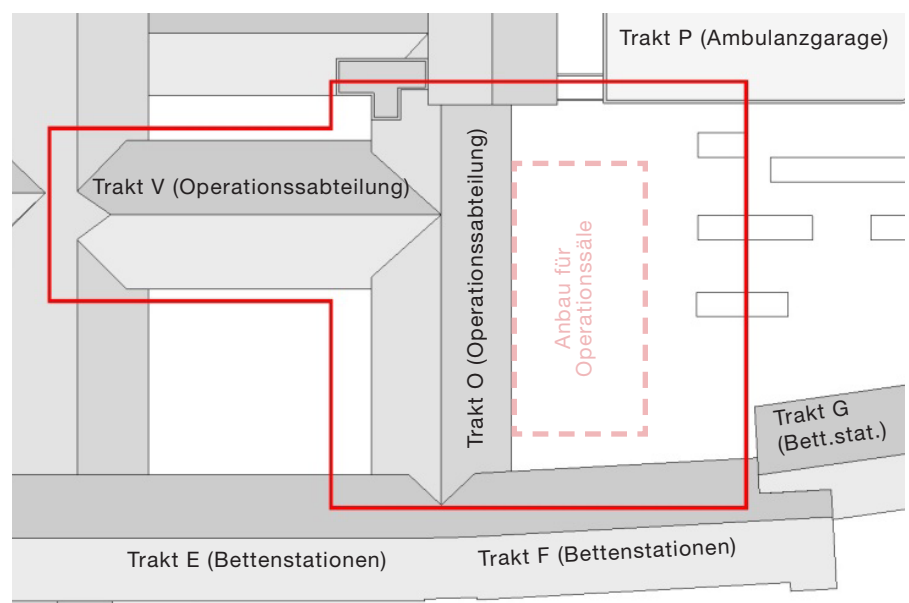 Trakt P (Ambulanzgarage)
Trakt V (Operationssabteilung)
Trakt O (Operationssabteilung)
Anbau für
Operationssäle
Trakt G
(Bett.stat.)
Trakt E (Bettenstationen)
Trakt F (Bettenstationen)